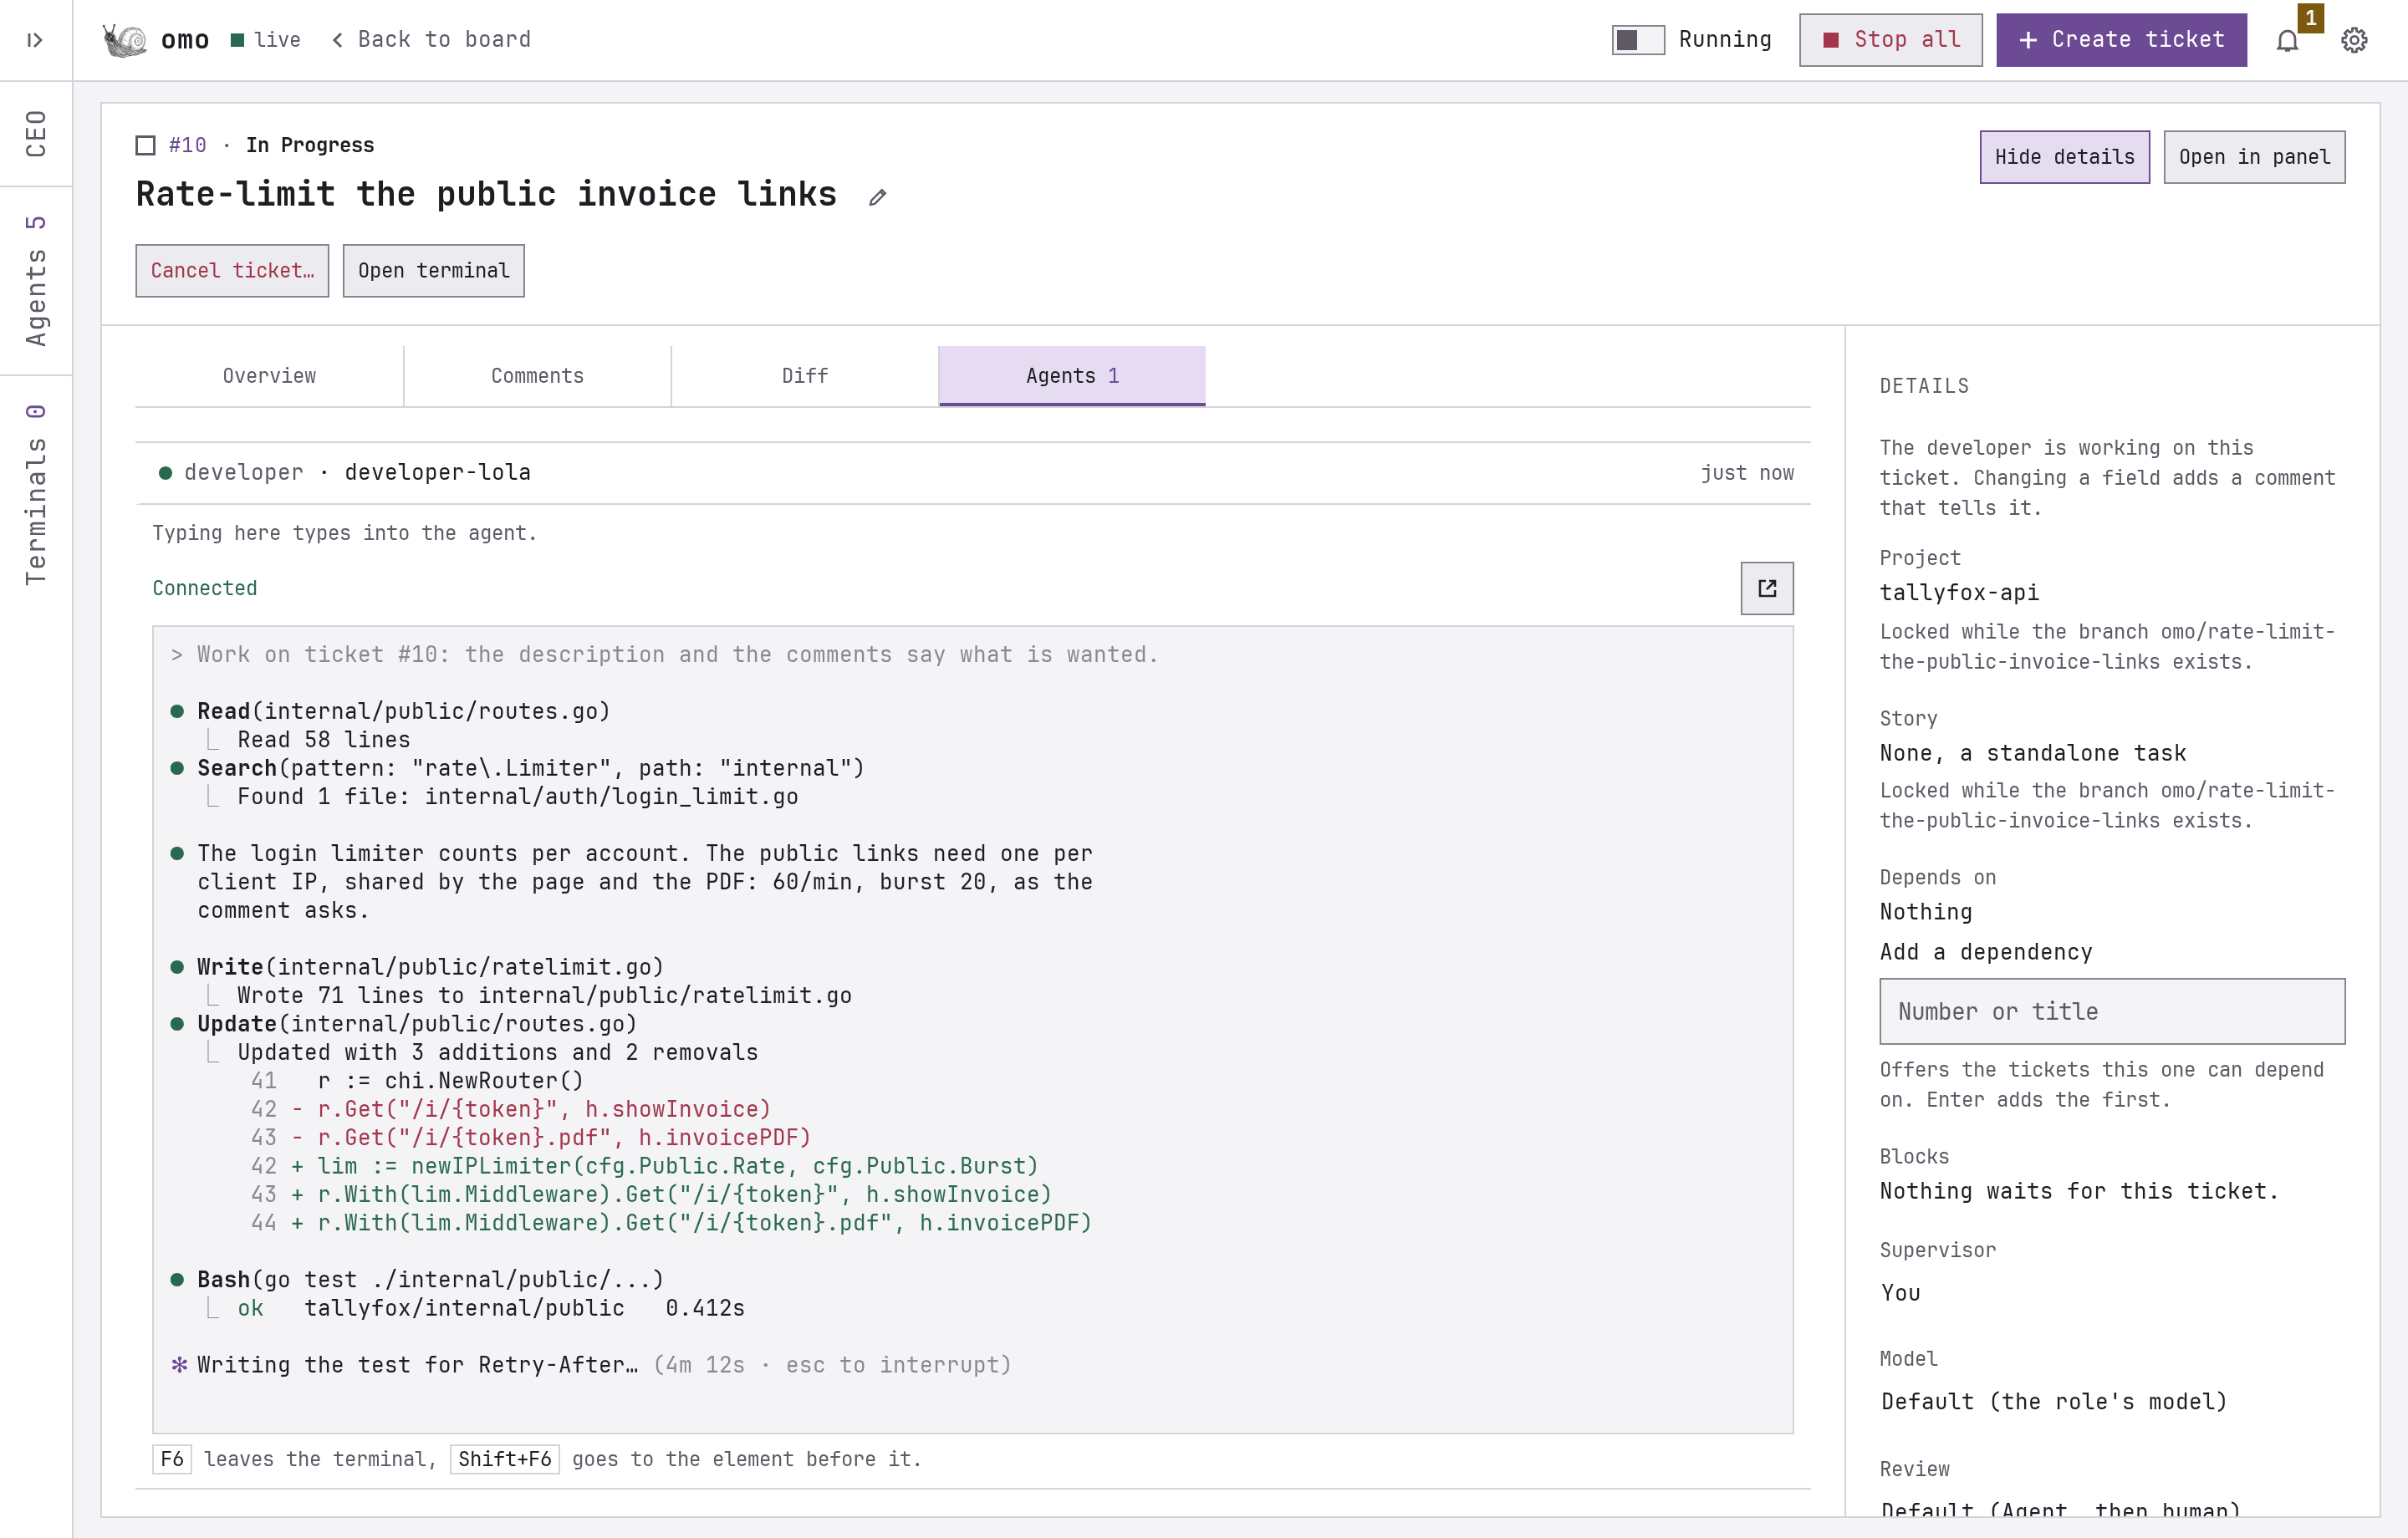 omo
live
Back to board
Running
Stop all
+ Create ticket
1
CEO
Agents 5
Terminals 0
#10 · In Progress
Rate-limit the public invoice links
Hide details
Open in panel
Cancel ticket…
Open terminal
Overview
Comments
Diff
Agents 1
developer · developer-lola
just now
Typing here types into the agent.
Connected
> Work on ticket #10: the description and the comments say what is wanted.
● Read(internal/public/routes.go)
⎿ Read 58 lines
● Search(pattern: "rate\.Limiter", path: "internal")
⎿ Found 1 file: internal/auth/login_limit.go
● The login limiter counts per account. The public links need one per
client IP, shared by the page and the PDF: 60/min, burst 20, as the
comment asks.
● Write(internal/public/ratelimit.go)
⎿ Wrote 71 lines to internal/public/ratelimit.go
● Update(internal/public/routes.go)
⎿ Updated with 3 additions and 2 removals
41 r := chi.NewRouter()
42 - r.Get("/i/{token}", h.showInvoice)
43 - r.Get("/i/{token}.pdf", h.invoicePDF)
42 + lim := newIPLimiter(cfg.Public.Rate, cfg.Public.Burst)
43 + r.With(lim.Middleware).Get("/i/{token}", h.showInvoice)
44 + r.With(lim.Middleware).Get("/i/{token}.pdf", h.invoicePDF)
● Bash(go test ./internal/public/...)
⎿ ok tallyfox/internal/public 0.412s
✻ Writing the test for Retry-After… (4m 12s · esc to interrupt)
F6 leaves the terminal, Shift+F6 goes to the element before it.
DETAILS
The developer is working on this
ticket. Changing a field adds a comment
that tells it.
Project
tallyfox-api
Locked while the branch omo/rate-limit-
the-public-invoice-links exists.
Story
None, a standalone task
Locked while the branch omo/rate-limit-
the-public-invoice-links exists.
Depends on
Nothing
Add a dependency
Number or title
Offers the tickets this one can depend
on. Enter adds the first.
Blocks
Nothing waits for this ticket.
Supervisor
You
Model
Default (the role's model)
Review
Default (Agent, then human)